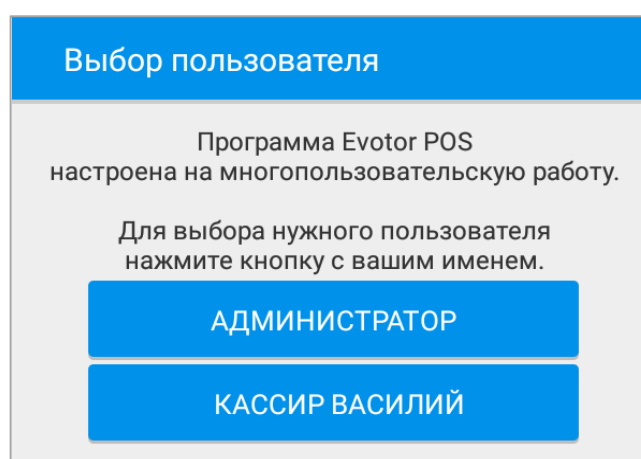 Выбор пользователя
Программа Evotor POS
настроена на многопользовательскую работу.
Для выбора нужного пользователя
нажмите кнопку с вашим именем.
АДМИНИСТРАТОР
КАССИР ВАСИЛИЙ